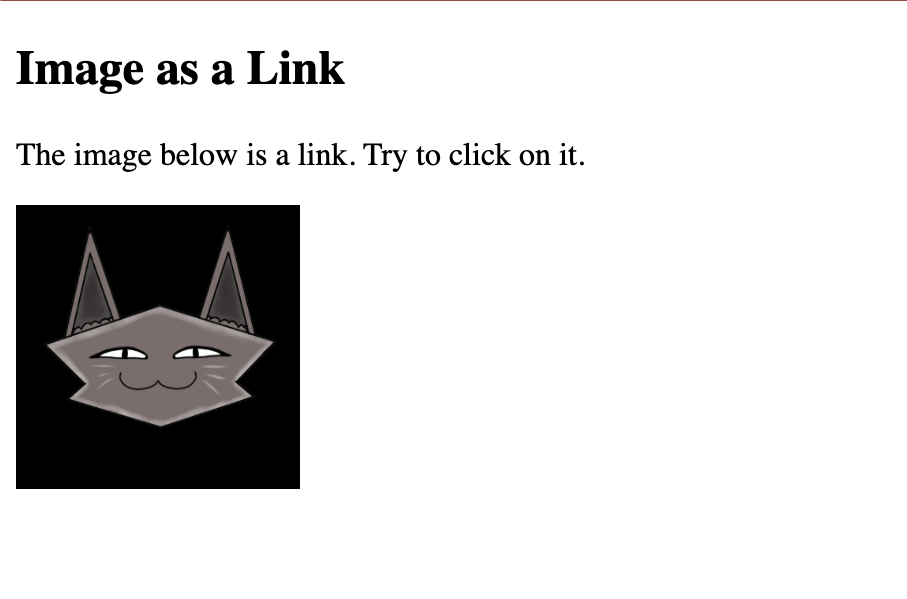 Image as a Link
The image below is a link. Try to click on it.